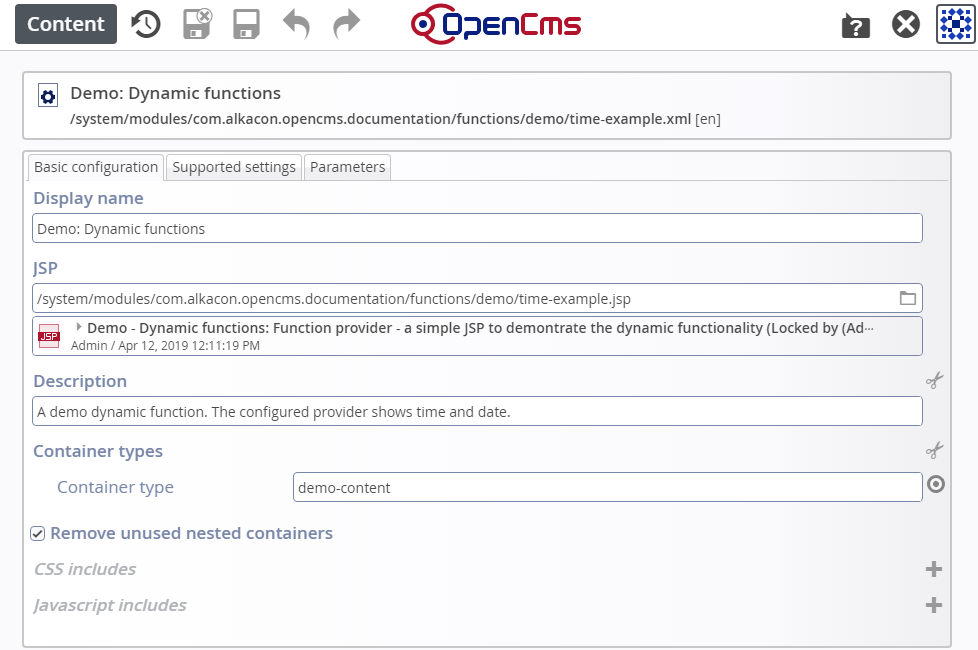 Content
OpenCms
Demo: Dynamic functions
/system/modules/com.alkacon.opencms.documentation/functions/demo/time-example.xml [en]
Basic configuration Supported settings Parameters
Display name
Demo: Dynamic functions
JSP
/system/modules/com.alkacon.opencms.documentation/functions/demo/time-example.jsp
JSP
Demo - Dynamic functions: Function provider - a simple JSP to demontrate the dynamic functionality (Locked by (Ad···
Admin / Apr 12, 2019 12:11:19 PM
Description
A demo dynamic function. The configured provider shows time and date.
Container types
Container type demo-content
Remove unused nested containers
CSS includes
Javascript includes